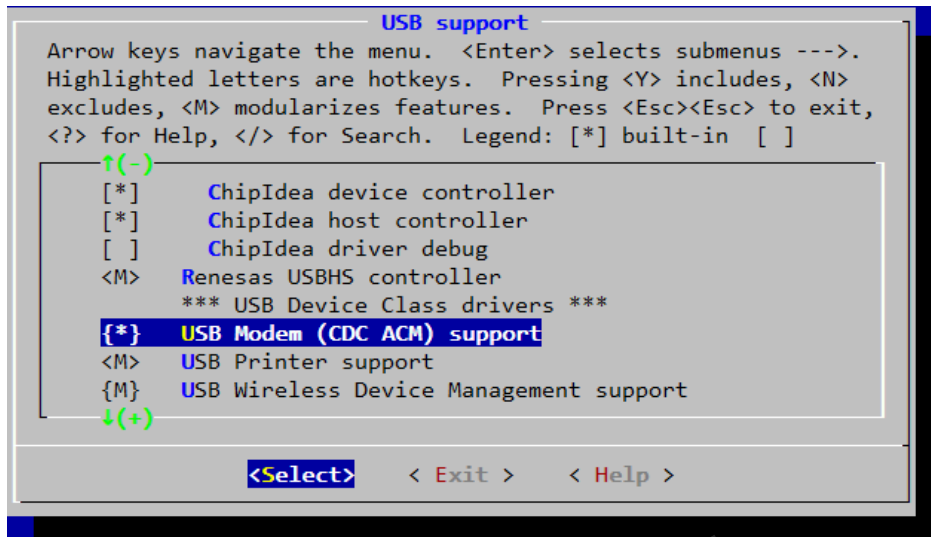 USB support
Arrow keys navigate the menu. <Enter> selects submenus --->.
Highlighted letters are hotkeys. Pressing <Y> includes, <N>
excludes, <M> modularizes features. Press <Esc><Esc> to exit,
<?> for Help, </> for Search. Legend: [*] built-in [ ]
↑(-)
[*] ChipIdea device controller
[*] ChipIdea host controller
[ ] ChipIdea driver debug
<M> Renesas USBHS controller
*** USB Device Class drivers ***
{*} USB Modem (CDC ACM) support
<M> USB Printer support
{M} USB Wireless Device Management support
↓(+)
<Select> < Exit > < Help >